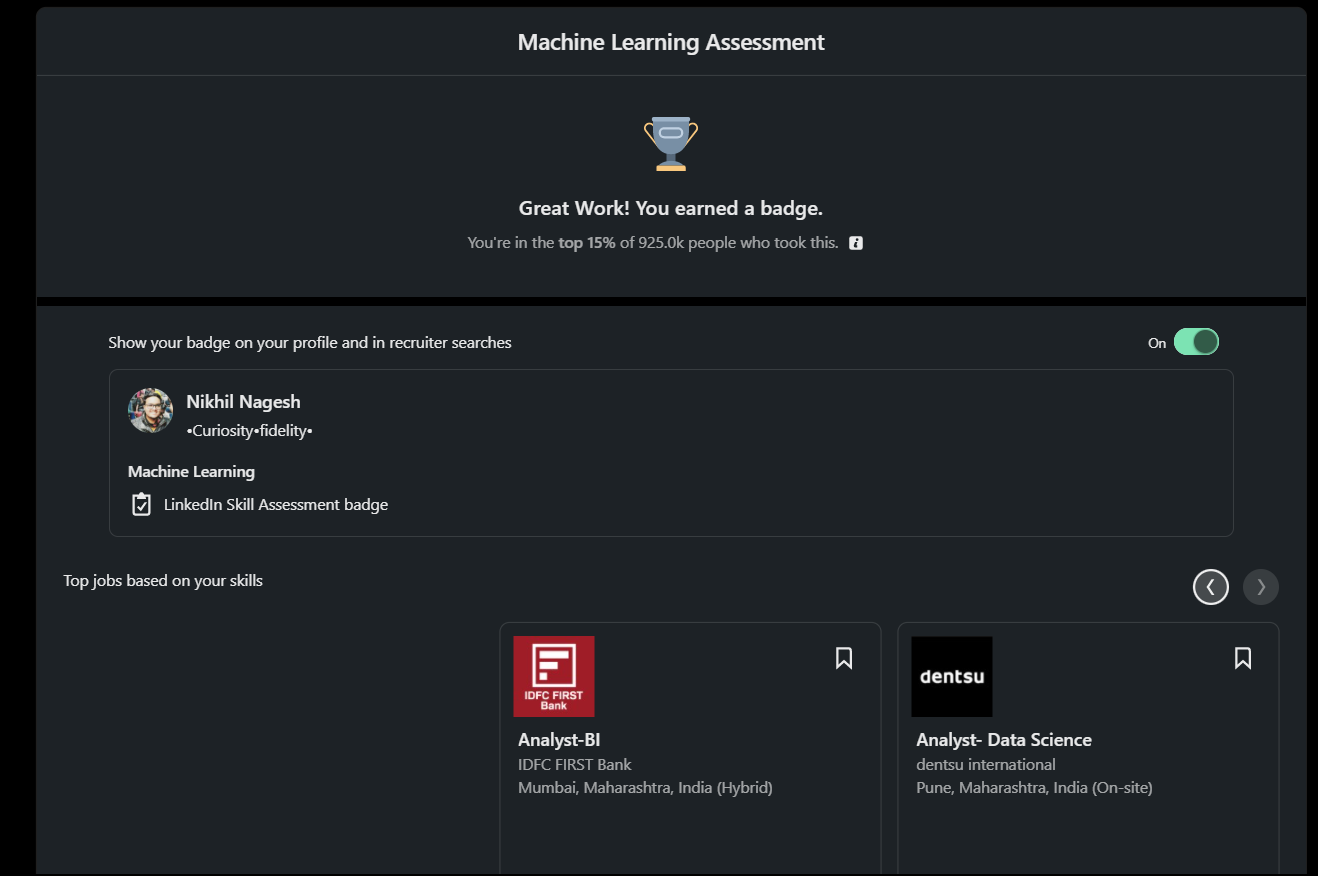 Machine Learning Assessment
Great Work! You earned a badge.
You're in the top 15% of 925.0k people who took this.
Show your badge on your profile and in recruiter searches
On
Nikhil Nagesh
•Curiosity•fidelity•
Machine Learning
LinkedIn Skill Assessment badge
Top jobs based on your skills
IDFC FIRST
Bank
Analyst-BI
IDFC FIRST Bank
Mumbai, Maharashtra, India (Hybrid)
dentsu
Analyst- Data Science
dentsu international
Pune, Maharashtra, India (On-site)